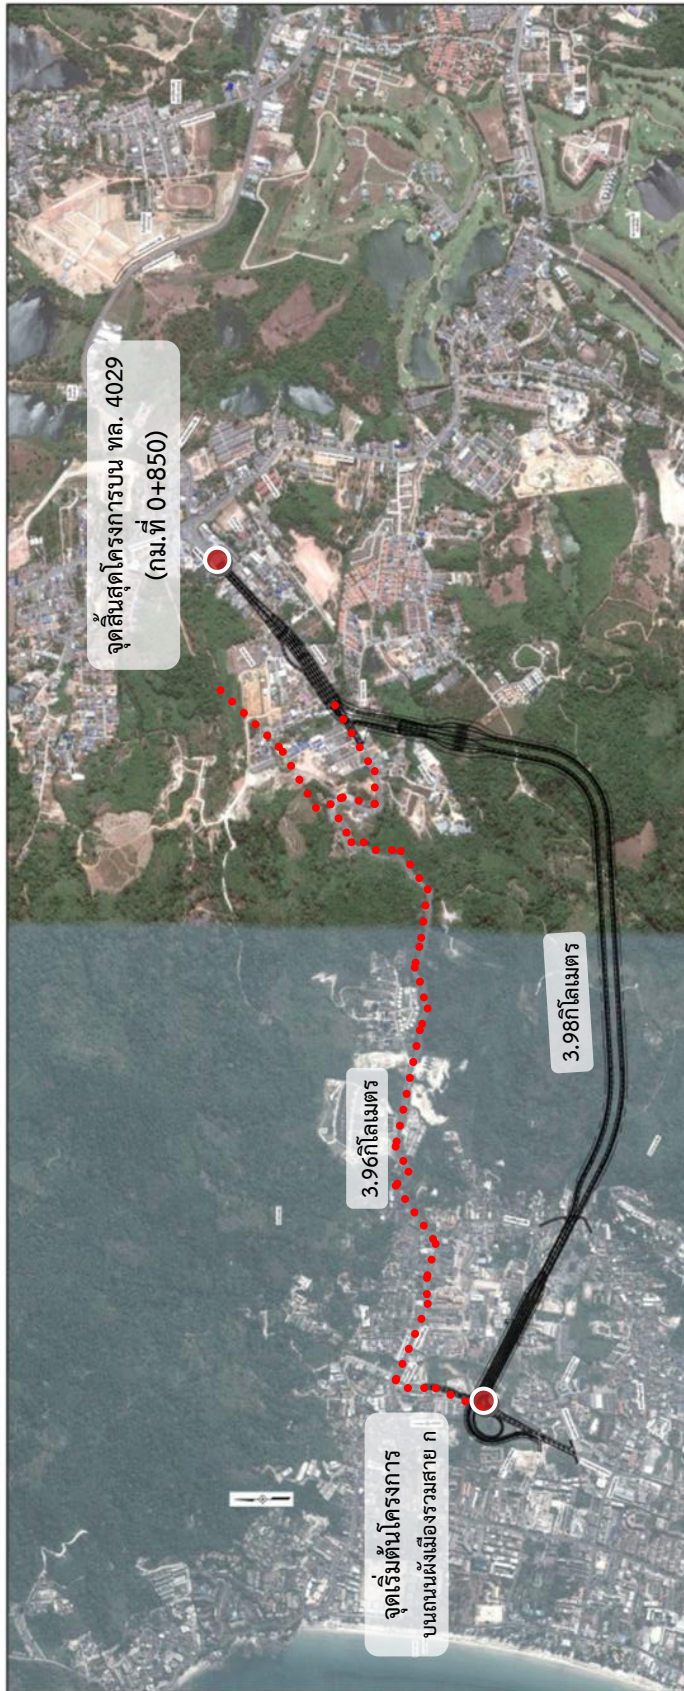 จุดสิ้นสุดโครงการบน ทล. 4029
(กม.ที่ 0+850)
3.98กิโลเมตร
3.96กิโลเมตร
จุดเริ่มต้นโครงการ
บนถนนผังเมืองรวมสาย ก